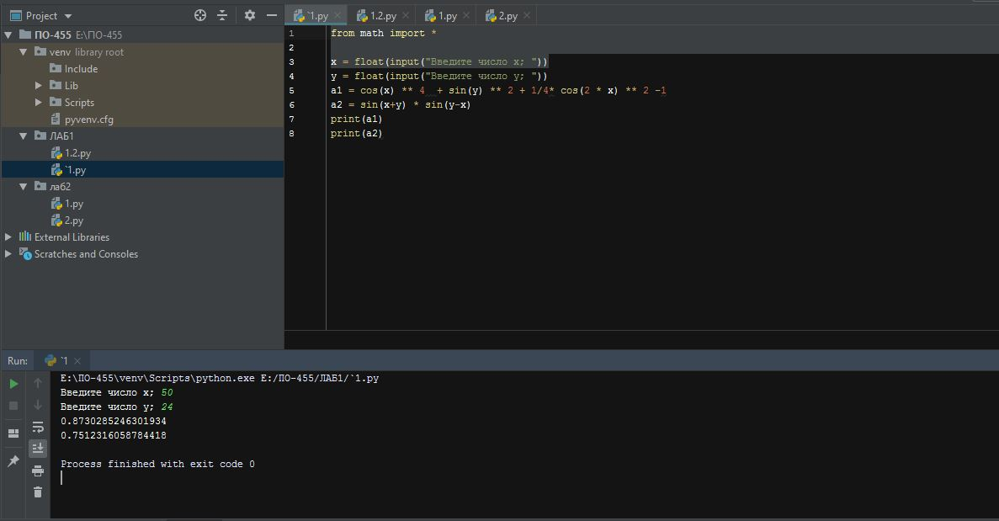 Project
`1.py
1.2.py
1.py
2.py
ПО-455 E:\ПО-455
venv library root
Include
Lib
Scripts
pyvenv.cfg
ЛАБ1
1.2.py
`1.py
лаб2
1.py
2.py
External Libraries
Scratches and Consoles
1 from math import *
2
3 x = float(input("Введите число x; "))
4 y = float(input("Введите число y; "))
5 a1 = cos(x) ** 4  + sin(y) ** 2 + 1/4* cos(2 * x) ** 2 -1
6 a2 = sin(x+y) * sin(y-x)
7 print(a1)
8 print(a2)
Run: `1
E:\ПО-455\venv\Scripts\python.exe E:/ПО-455/ЛАБ1/`1.py
Введите число x; 50
Введите число y; 24
0.8730285246301934
0.7512316058784418
Process finished with exit code 0